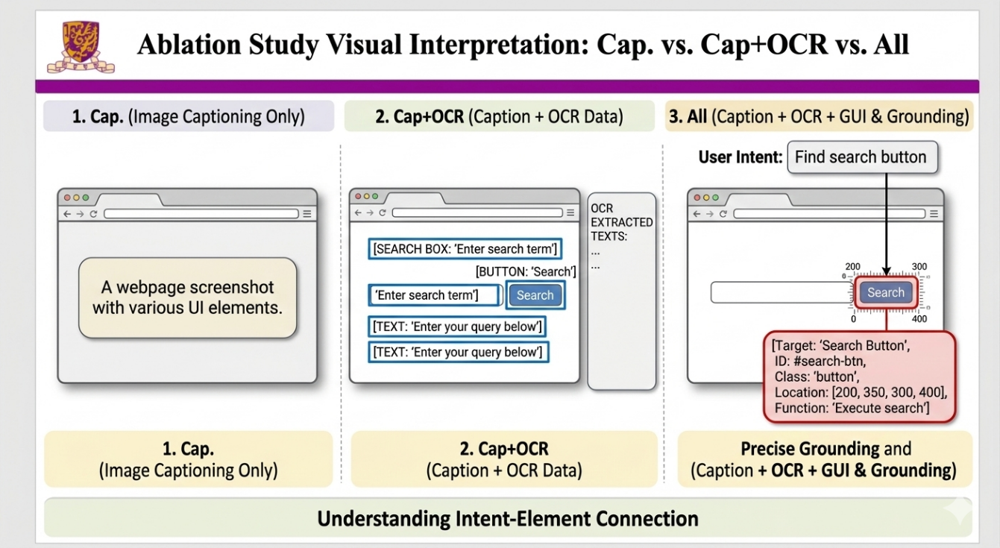 Ablation Study Visual Interpretation: Cap. vs. Cap+OCR vs. All
1. Cap. (Image Captioning Only)
A webpage screenshot
with various UI elements.
1. Cap.
(Image Captioning Only)
2. Cap+OCR (Caption + OCR Data)
[SEARCH BOX: 'Enter search term']
[BUTTON: 'Search']
'Enter search term']
Search
[TEXT: 'Enter your query below']
[TEXT: 'Enter your query below']
OCR
EXTRACTED
TEXTS:
...
...
2. Cap+OCR
(Caption + OCR Data)
3. All (Caption + OCR + GUI & Grounding)
User Intent: Find search button
200 300
0
Search
0 400
[Target: 'Search Button',
ID: #search-btn,
Class: 'button',
Location: [200, 350, 300, 400],
Function: 'Execute search']
Precise Grounding and
(Caption + OCR + GUI & Grounding)
Understanding Intent-Element Connection